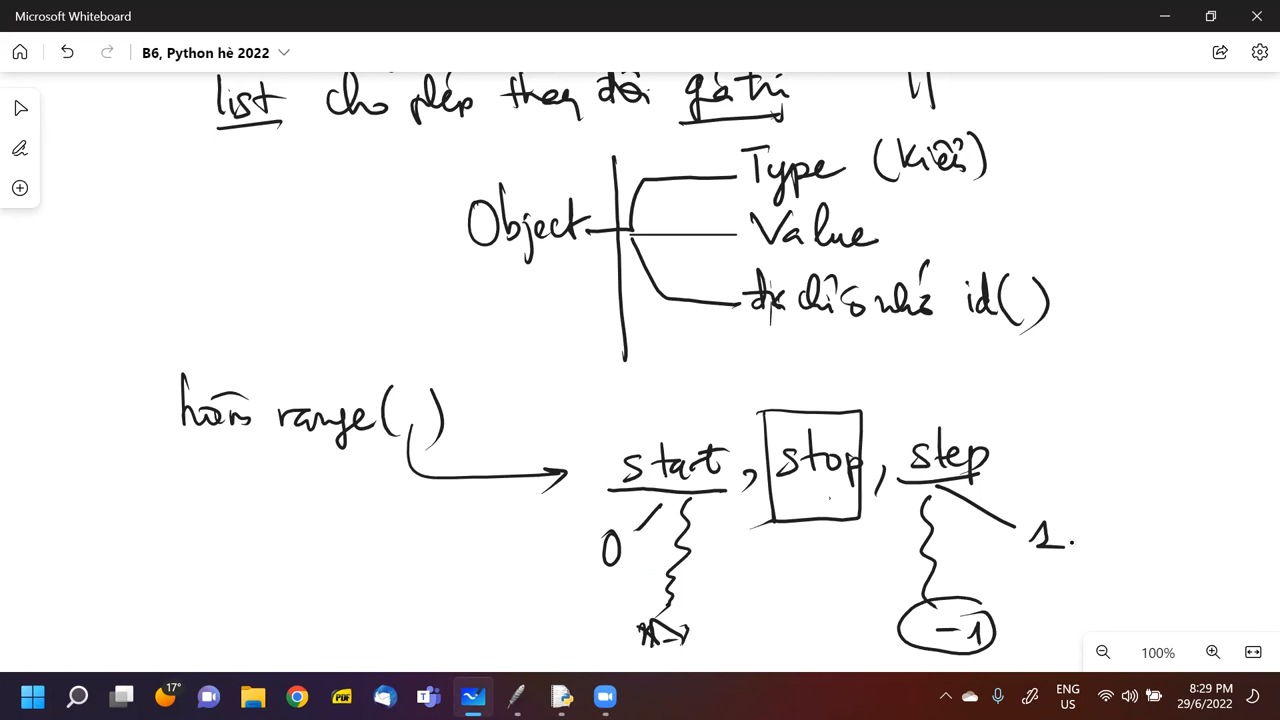 Microsoft Whiteboard
B6, Python hè 2022
list cho phép thay đổi giá trị
Type (kiểu)
Object
Value
địa chỉ ô nhớ id()
hàm range( )
start, stop, step
0
1.
-1
100%
17°
PDF
ENG
US
8:29 PM
29/6/2022